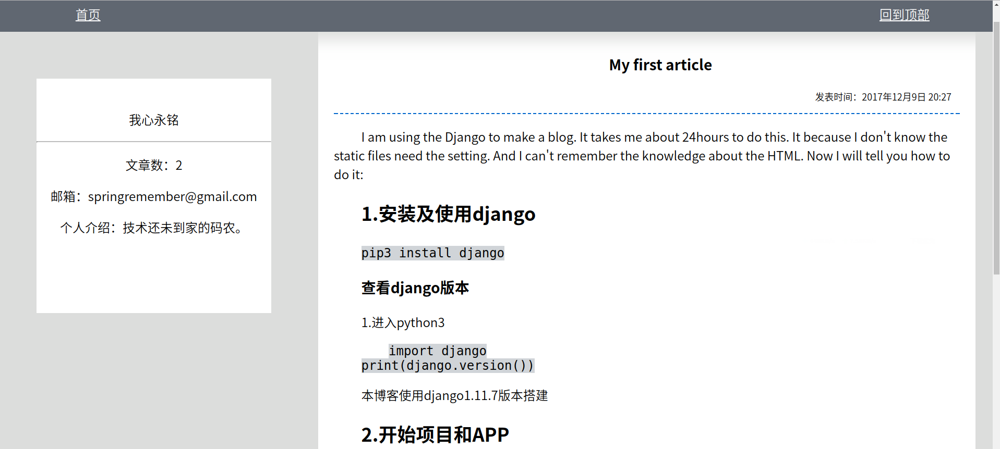 首页
回到顶部
我心永铭
文章数：2
邮箱：springremember@gmail.com
个人介绍：技术还未到家的码农。
My first article
发表时间：2017年12月9日 20:27
I am using the Django to make a blog. It takes me about 24hours to do this. It because I don't know the
static files need the setting. And I can't remember the knowledge about the HTML. Now I will tell you how to
do it:
1.安装及使用django
pip3 install django
查看django版本
1.进入python3
import django
print(django.version())
本博客使用django1.11.7版本搭建
2.开始项目和APP